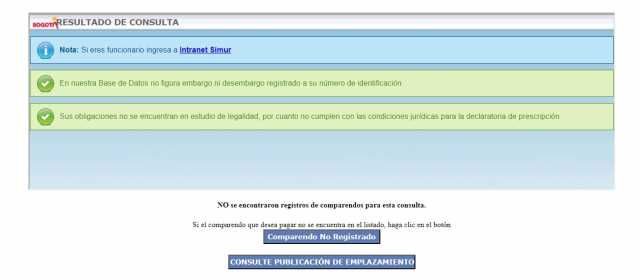 BOGOTÁ RESULTADO DE CONSULTA
Nota: Si eres funcionario ingresa a Intranet Simur
En nuestra Base de Datos no figura embargo ni desembargo registrado a su número de identificación
Sus obligaciones no se encuentran en estudio de legalidad, por cuanto no cumplen con las condiciones jurídicas para la declaratoria de prescripción
NO se encontraron registros de comparendos para esta consulta.
Si el comparendo que desea pagar no se encuentra en el listado, haga clic en el botón
Comparendo No Registrado
CONSULTE PUBLICACIÓN DE EMPLAZAMIENTO